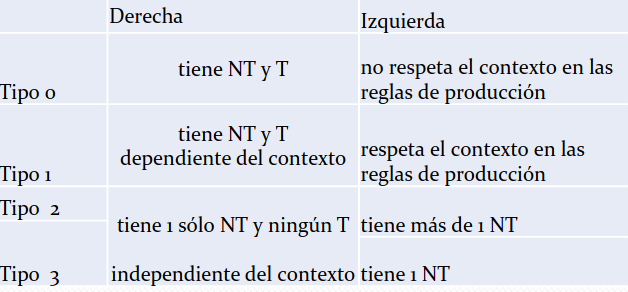 Derecha Izquierda
Tipo 0
tiene NT y T
no respeta el contexto en las
reglas de producción
Tipo 1
tiene NT y T
dependiente del contexto
respeta el contexto en las
reglas de producción
Tipo 2
tiene 1 sólo NT y ningún T
tiene más de 1 NT
Tipo 3
independiente del contexto
tiene 1 NT